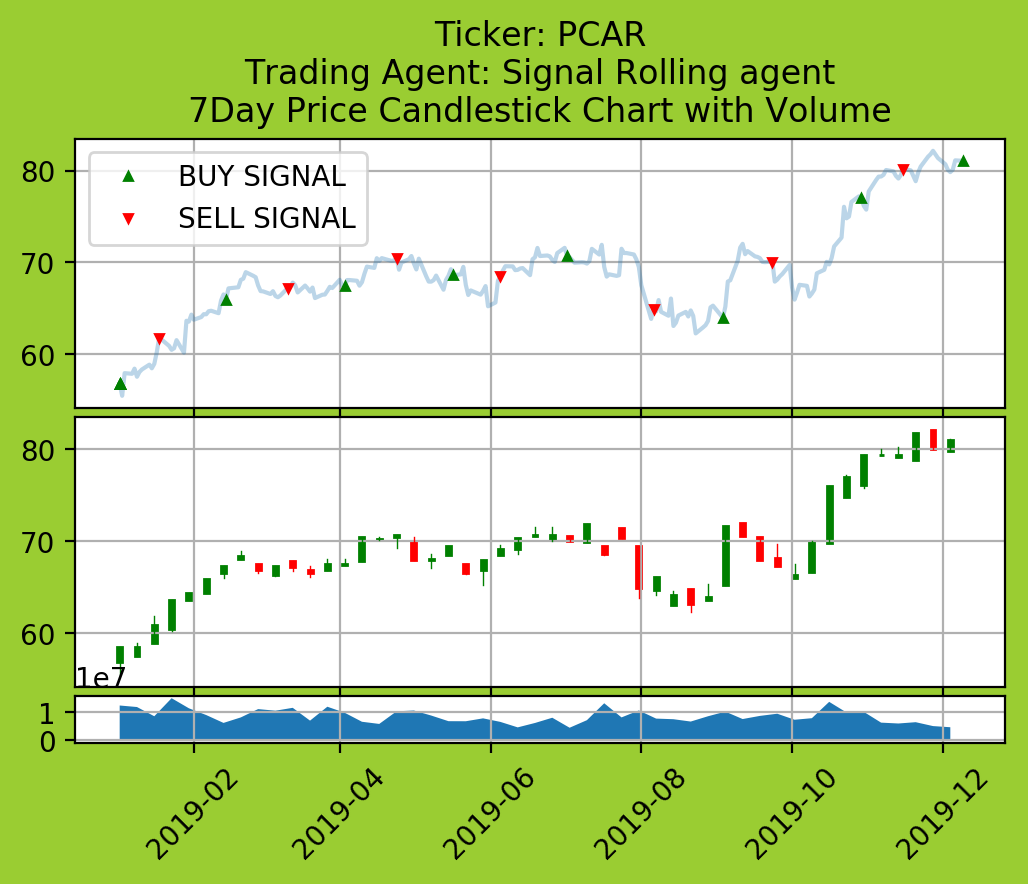 Ticker: PCAR
Trading Agent: Signal Rolling agent
7Day Price Candlestick Chart with Volume
BUY SIGNAL
SELL SIGNAL
80
70
60
80
70
60
1e7
1
0
2019-02
2019-04
2019-06
2019-08
2019-10
2019-12